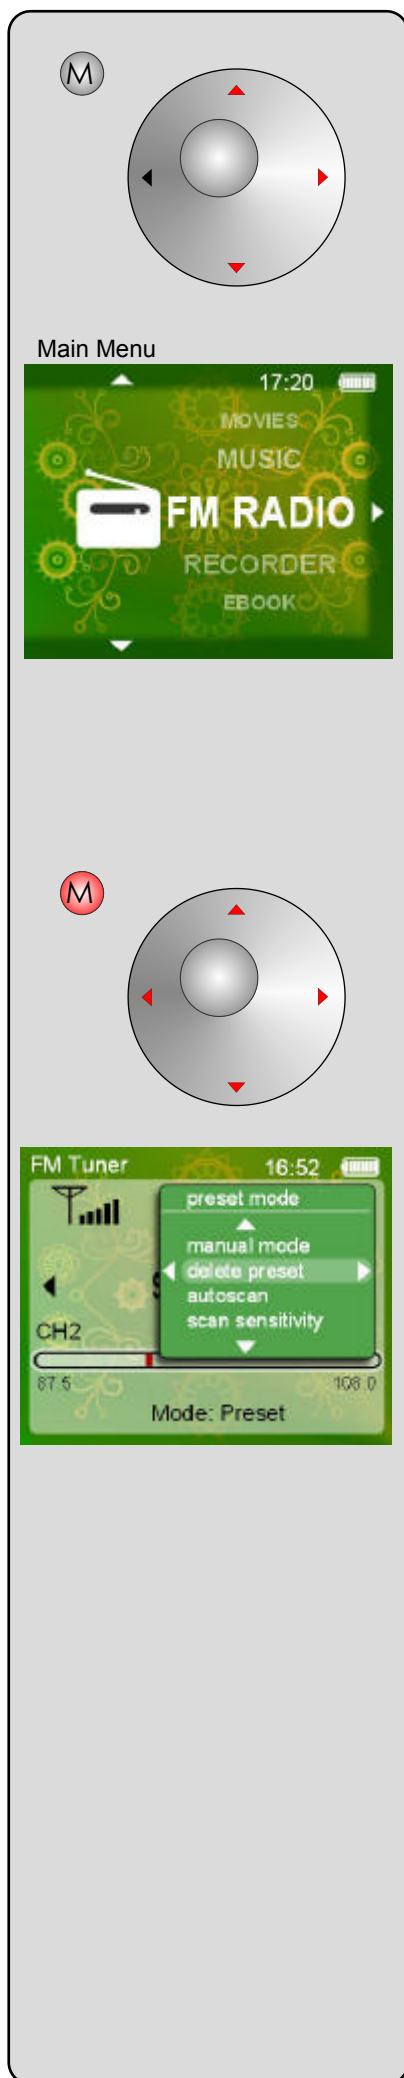 M
Main Menu
17:20
MOVIES
MUSIC
FM RADIO
RECORDER
EBOOK
M
FM Tuner 16:52
preset mode
manual mode
delete preset
autoscan
scan sensitivity
CH2
87.5 108.0
Mode: Preset